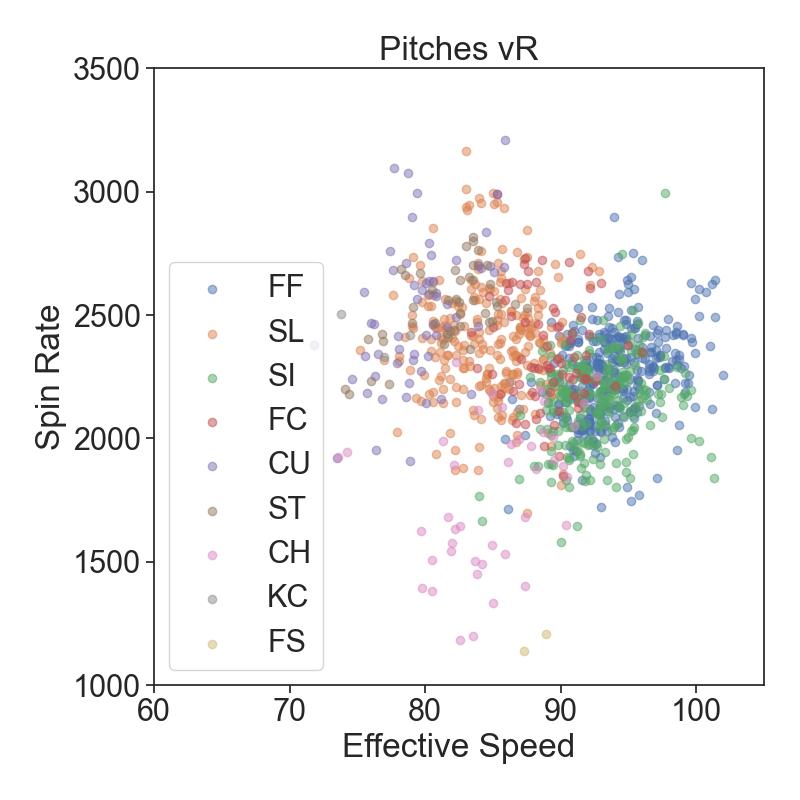 Pitches vR
3500
3000
2500
2000
1500
1000
Spin Rate
FF
SL
SI
FC
CU
ST
CH
KC
FS
60 70 80 90 100
Effective Speed